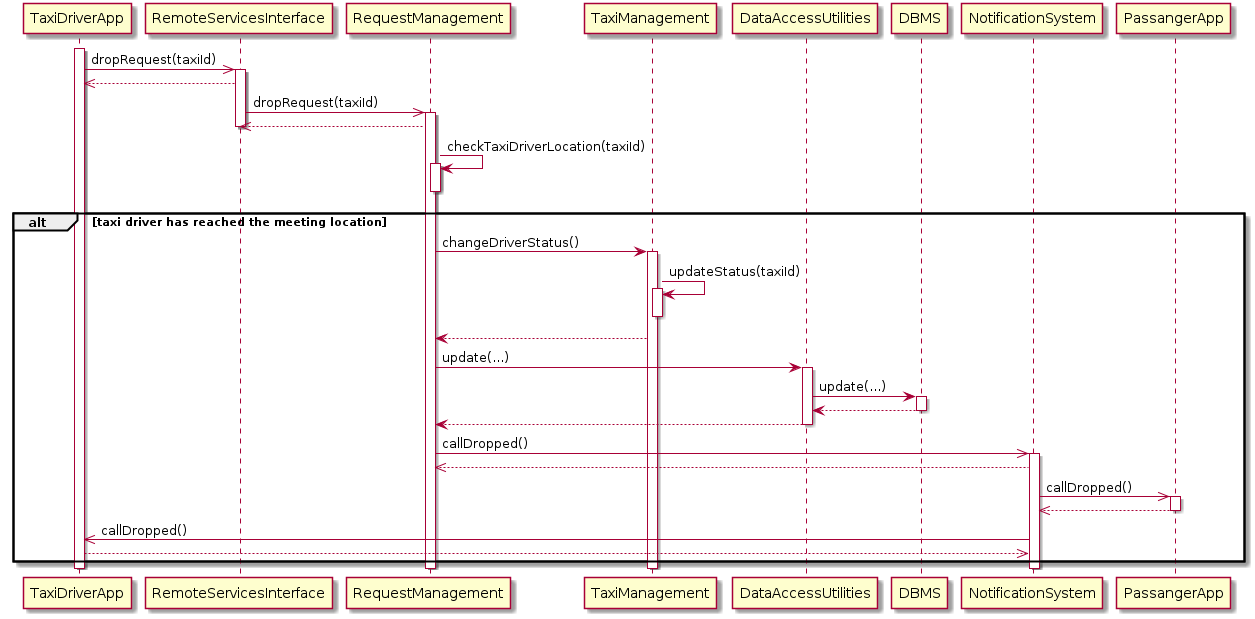 TaxiDriverApp RemoteServicesInterface RequestManagement TaxiManagement DataAccessUtilities DBMS NotificationSystem PassangerApp
dropRequest(taxiId)
dropRequest(taxiId)
checkTaxiDriverLocation(taxiId)
alt [taxi driver has reached the meeting location]
changeDriverStatus()
updateStatus(taxiId)
update(...)
update(...)
callDropped()
callDropped()
callDropped()
TaxiDriverApp RemoteServicesInterface RequestManagement TaxiManagement DataAccessUtilities DBMS NotificationSystem PassangerApp